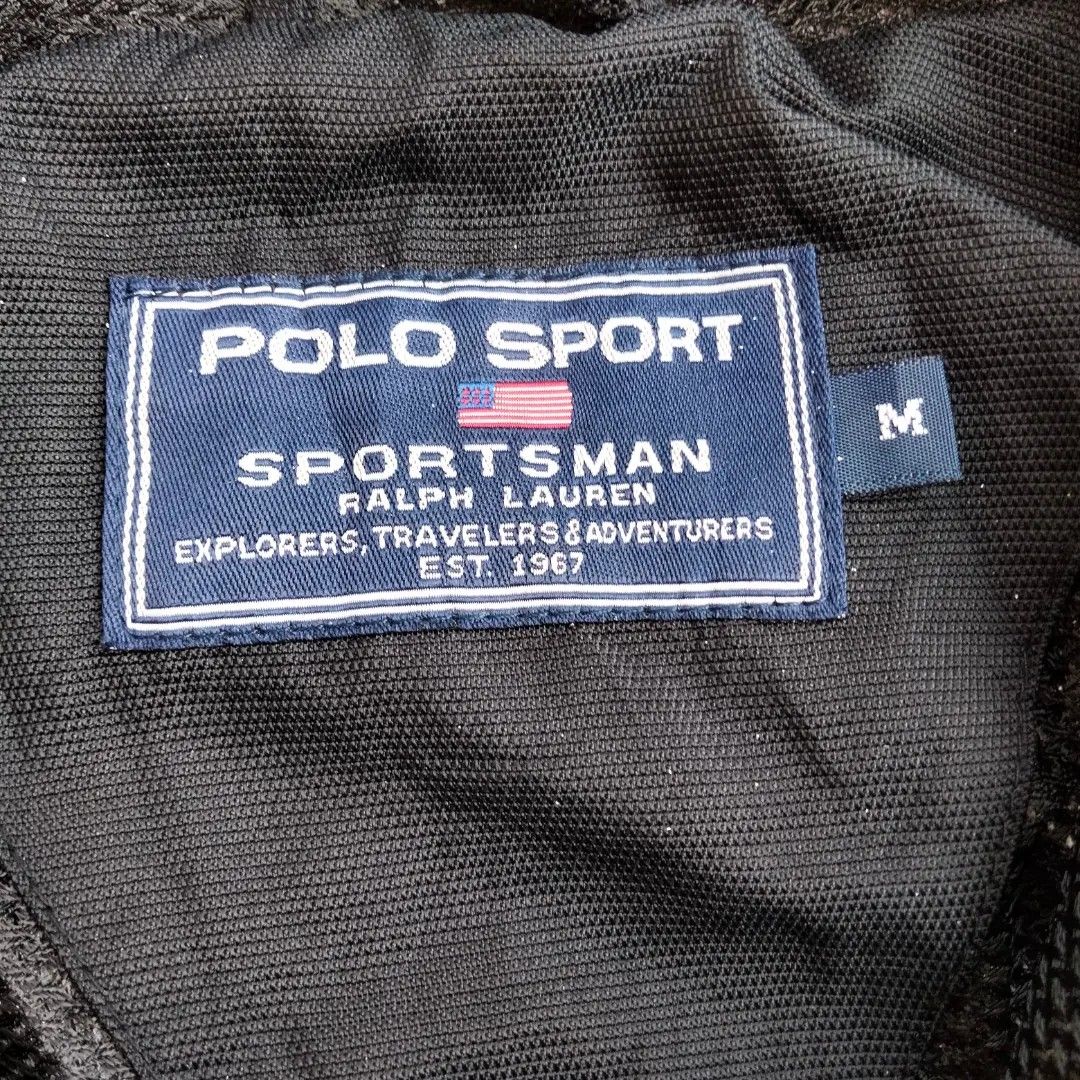 POLO SPORT
SPORTSMAN
RALPH LAUREN
EXPLORERS, TRAVELERS & ADVENTURERS
EST. 1967
M